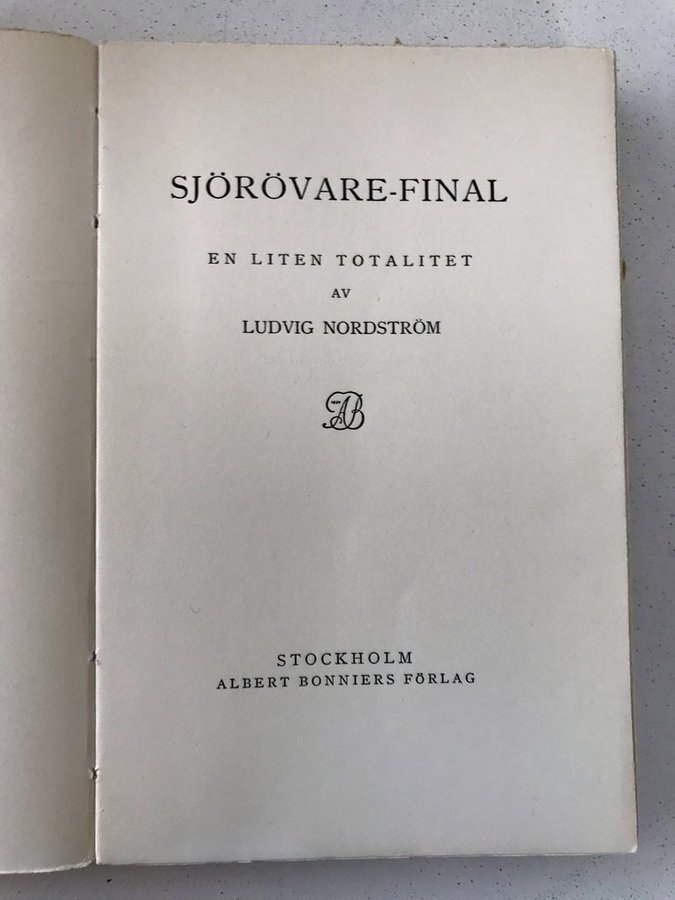 SJÖRÖVARE-FINAL
EN LITEN TOTALITET
AV
LUDVIG NORDSTRÖM
AB
STOCKHOLM
ALBERT BONNIERS FÖRLAG